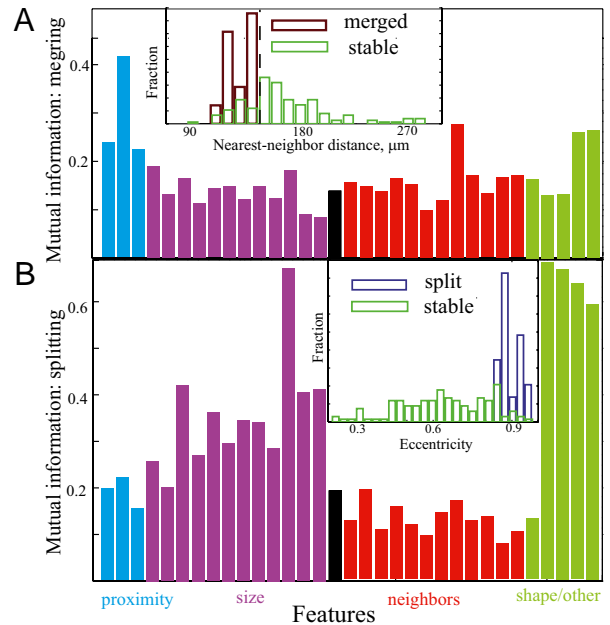 A
Mutual information: megring
0.4
0.2
0
merged
stable
Fraction
90
180
270
Nearest-neighbor distance, μm
B
Mutual information: splitting
0.6
0.4
0.2
0
split
stable
Fraction
0.3
0.6
0.9
Eccentricity
proximity
size
neighbors
shape/other
Features